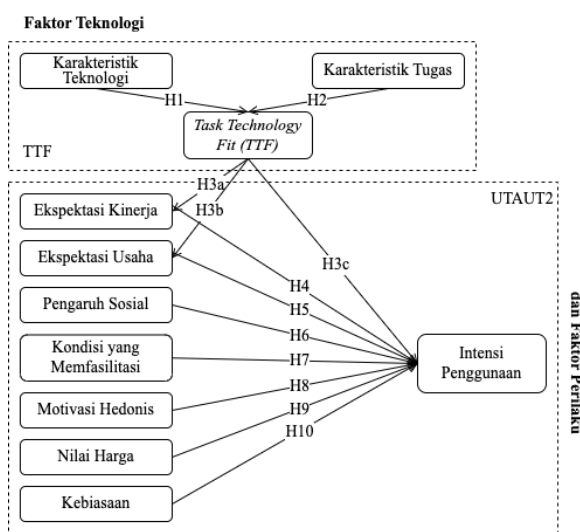 Faktor Teknologi
Karakteristik
Teknologi
Karakteristik Tugas
H1
H2
Task Technology
Fit (TTF)
TTF
UTAUT2
H3a
H3b
H3c
Ekspektasi Kinerja
Ekspektasi Usaha
Pengaruh Sosial
Kondisi yang
Memfasilitasi
Motivasi Hedonis
Nilai Harga
Kebiasaan
H4
H5
H6
H7
H8
H9
H10
Intensi
Penggunaan
dan Faktor Perilaku